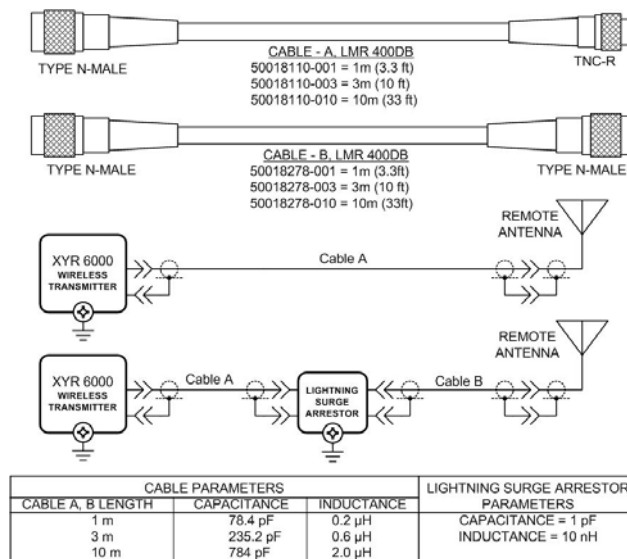 TYPE N-MALE
CABLE - A, LMR 400DB
50018110-001 = 1m (3.3 ft)
50018110-003 = 3m (10 ft)
50018110-010 = 10m (33 ft)
TNC-R
TYPE N-MALE
CABLE - B, LMR 400DB
50018278-001 = 1m (3.3ft)
50018278-003 = 3m (10 ft)
50018278-010 = 10m (33ft)
TYPE N-MALE
REMOTE
ANTENNA
XYR 6000
WIRELESS
TRANSMITTER
Cable A
REMOTE
ANTENNA
XYR 6000
WIRELESS
TRANSMITTER
Cable A
LIGHTNING
SURGE
ARRESTOR
Cable B
CABLE PARAMETERS
LIGHTNING SURGE ARRESTOR
PARAMETERS
CABLE A, B LENGTH CAPACITANCE INDUCTANCE
1 m 78.4 pF 0.2 µH
3 m 235.2 pF 0.6 µH
10 m 784 pF 2.0 µH
CAPACITANCE = 1 pF
INDUCTANCE = 10 nH